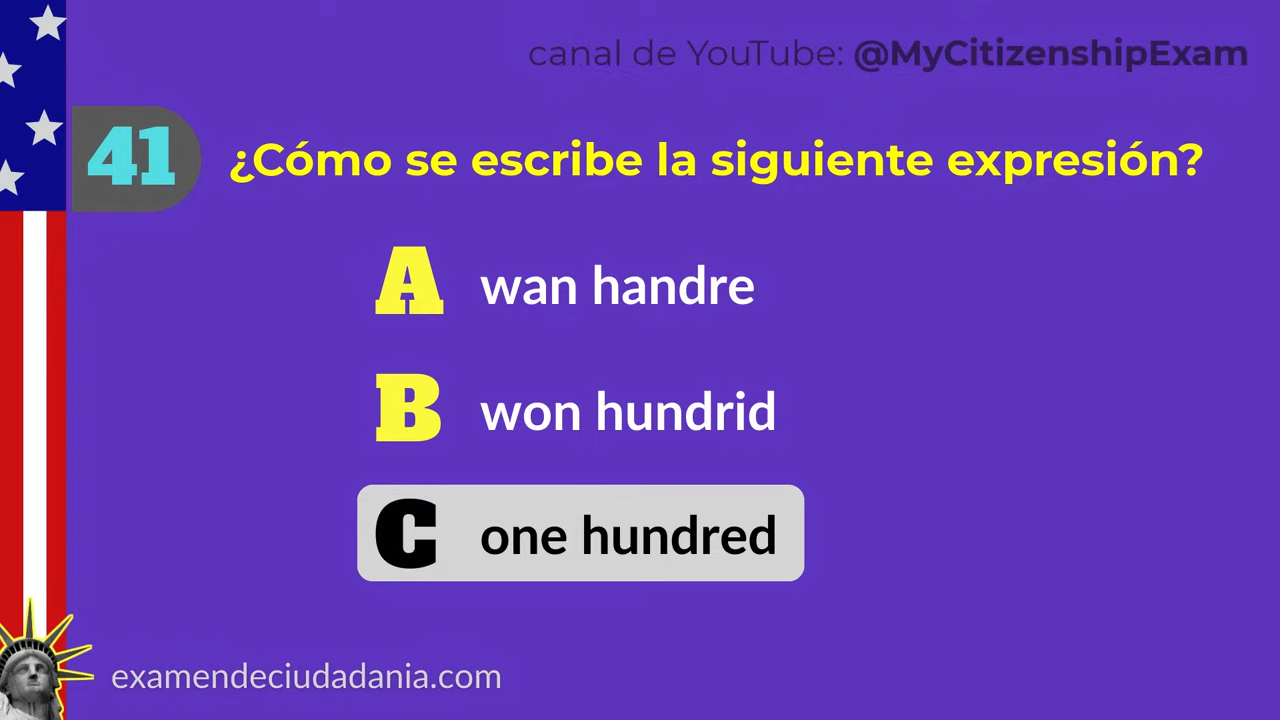 canal de YouTube: @MyCitizenshipExam
41 ¿Cómo se escribe la siguiente expresión?
A wan handre
B won hundrid
C one hundred
examendeciudadania.com